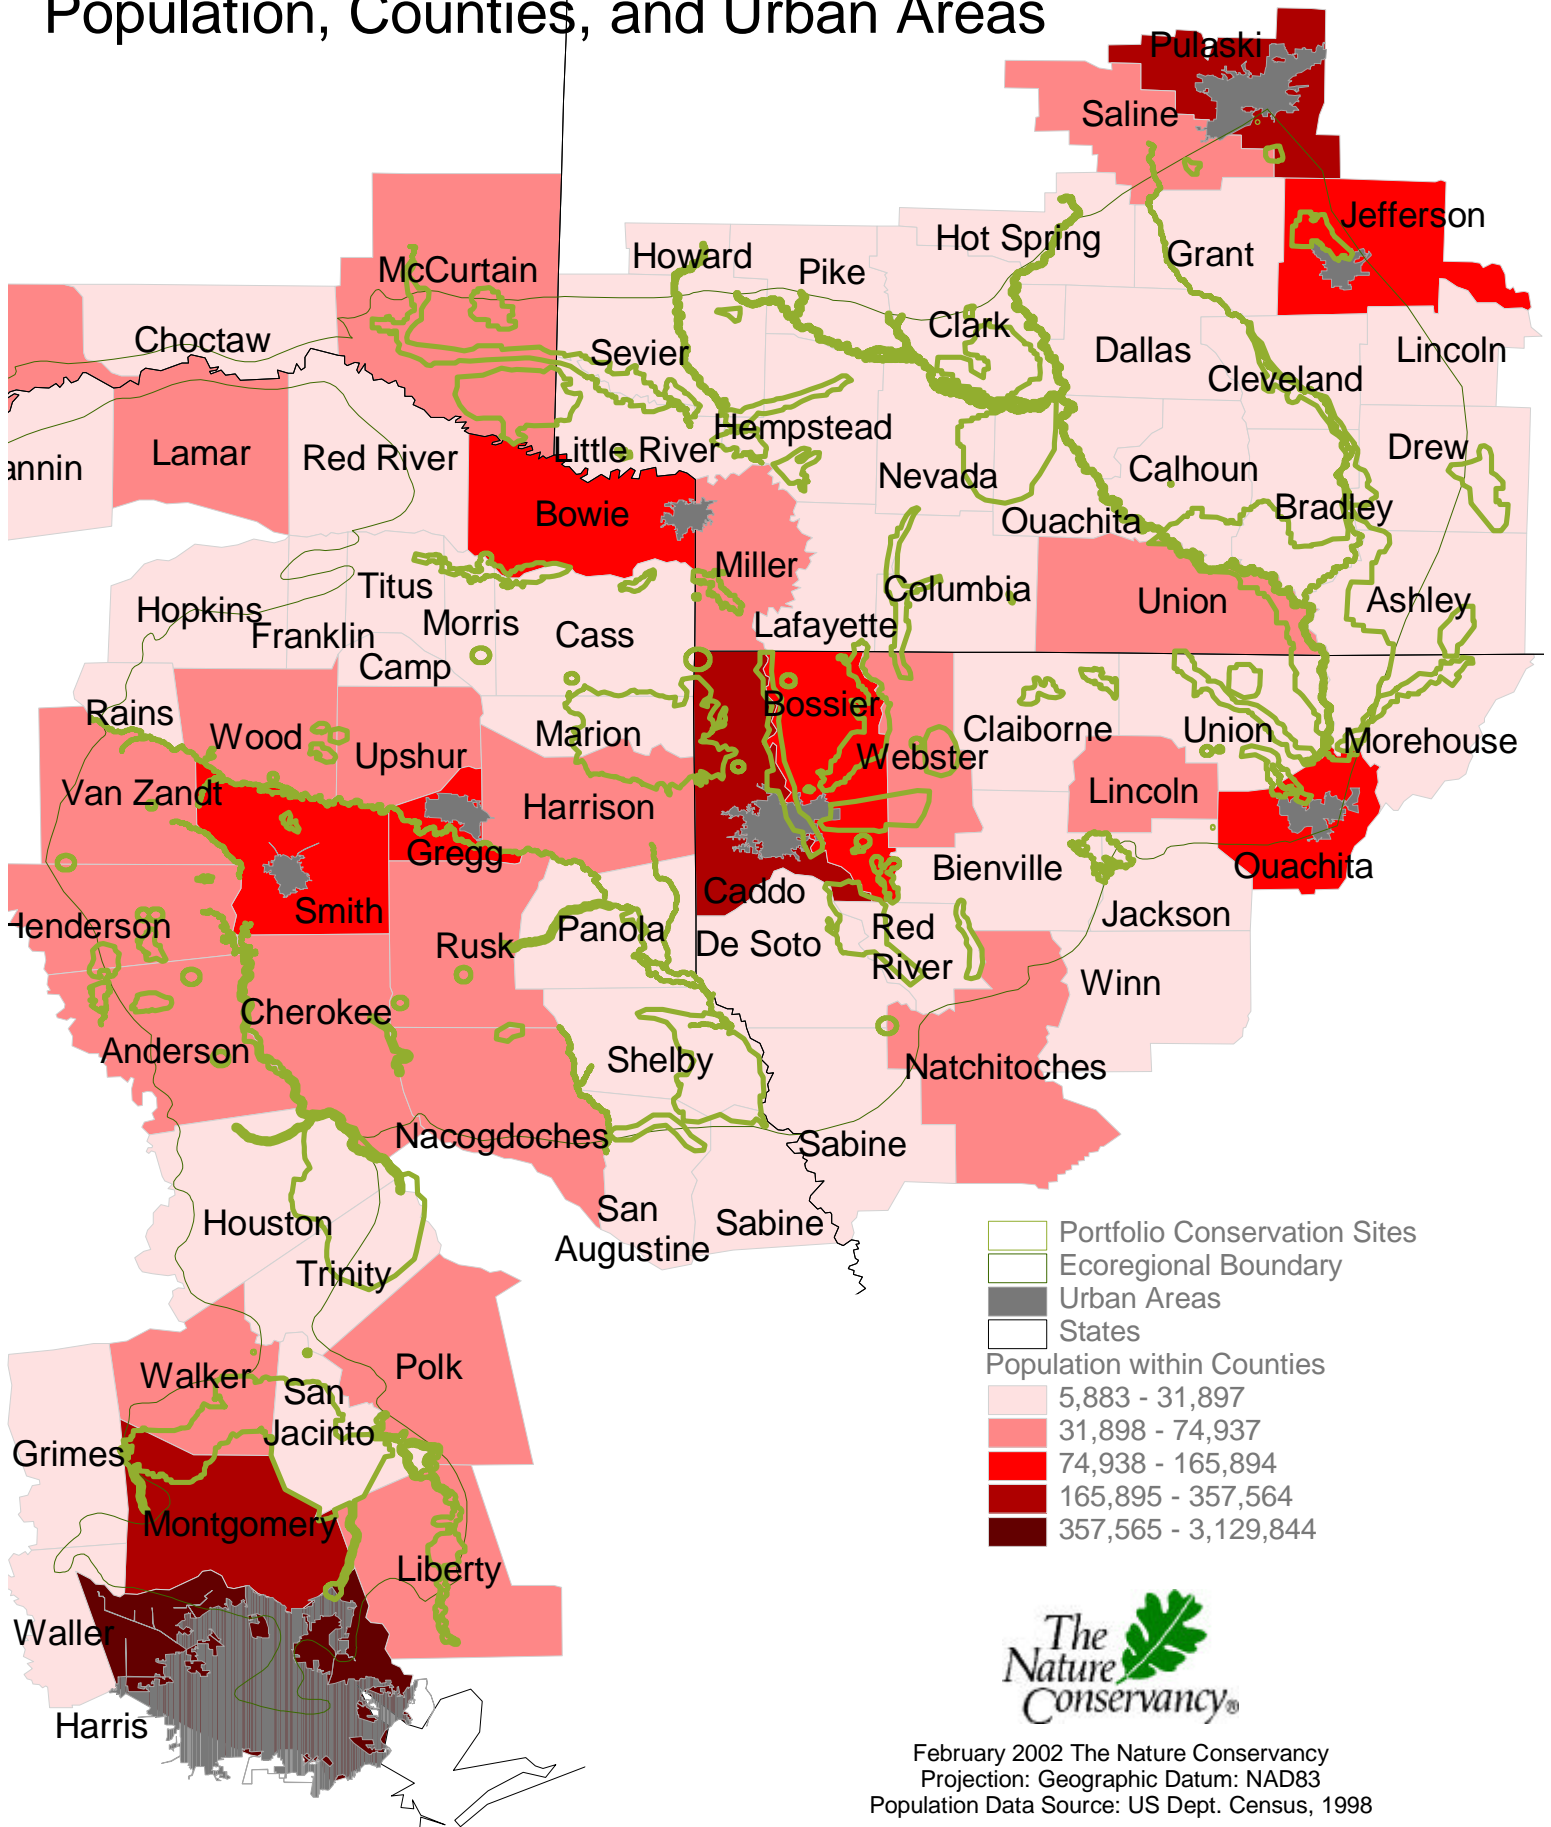 Population, Counties, and Urban Areas
Pulaski
Saline
Jefferson
Hot Spring
Grant
Howard
Pike
McCurtain
Clark
Choctaw
Sevier
Dallas
Lincoln
Cleveland
Hempstead
Drew
Lamar
Red River
Little River
annin
Nevada
Calhoun
Bowie
Bradley
Ouachita
Miller
Titus
Columbia
Union
Ashley
Hopkins
Franklin
Morris
Cass
Lafayette
Camp
Rains
Bossier
Wood
Marion
Claiborne
Union
Morehouse
Upshur
Webster
Van Zandt
Harrison
Lincoln
Gregg
Bienville
Ouachita
Caddo
Smith
Jackson
Henderson
Panola
Red
River
Rusk
De Soto
Winn
Cherokee
Anderson
Shelby
Natchitoches
Nacogdoches
Sabine
San
Augustine
Houston
Sabine
Trinity
Portfolio Conservation Sites
Ecoregional Boundary
Urban Areas
States
Population within Counties
5,883 - 31,897
31,898 - 74,937
74,938 - 165,894
165,895 - 357,564
357,565 - 3,129,844
Walker
Polk
San
Jacinto
Grimes
Montgomery
Liberty
Waller
Harris
The
Nature
Conservancy®
February 2002 The Nature Conservancy
Projection: Geographic Datum: NAD83
Population Data Source: US Dept. Census, 1998